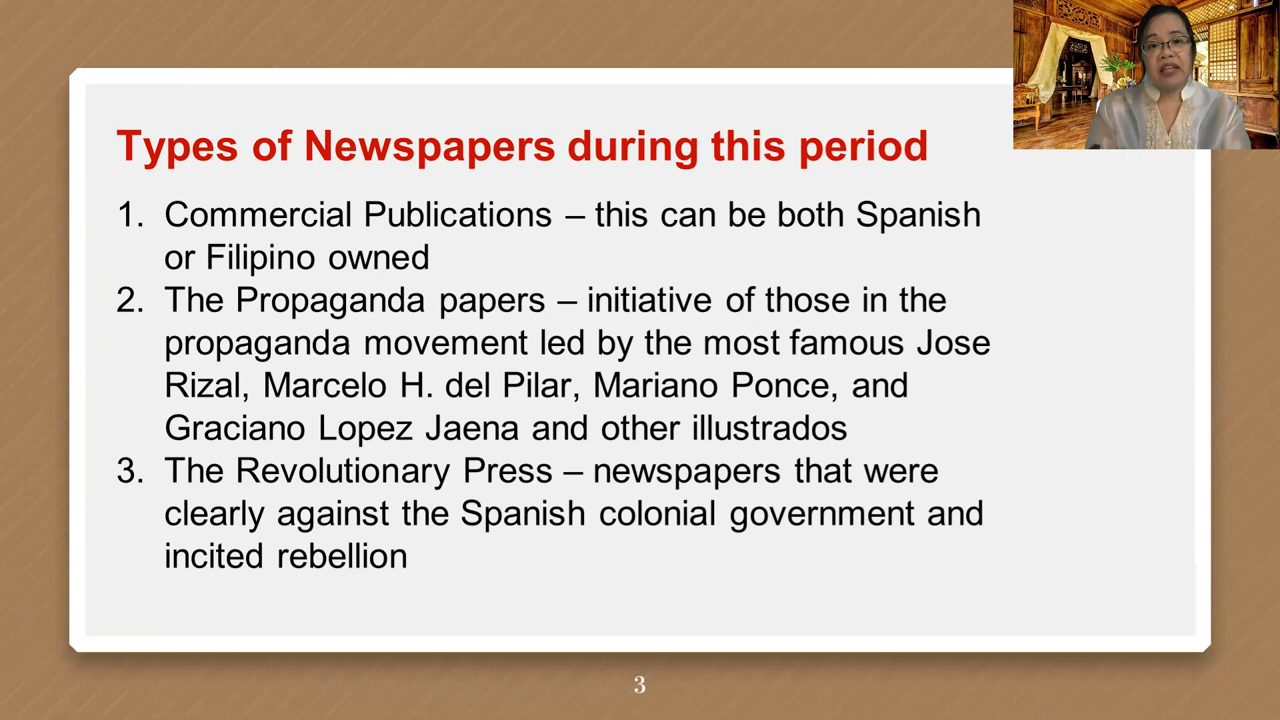 Types of Newspapers during this period
1. Commercial Publications – this can be both Spanish
or Filipino owned
2. The Propaganda papers – initiative of those in the
propaganda movement led by the most famous Jose
Rizal, Marcelo H. del Pilar, Mariano Ponce, and
Graciano Lopez Jaena and other illustrados
3. The Revolutionary Press – newspapers that were
clearly against the Spanish colonial government and
incited rebellion
3